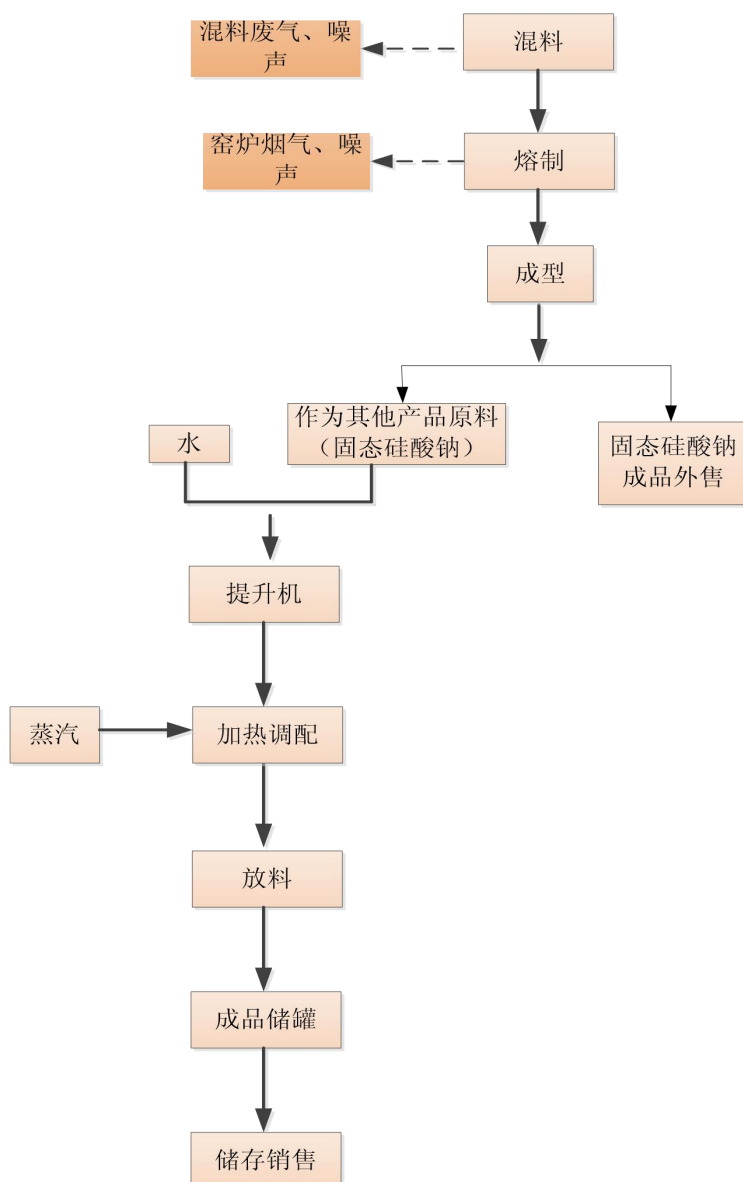 混料废气、噪
声
混料
窑炉烟气、噪
声
熔制
成型
作为其他产品原料
（固态硅酸钠）
水
固态硅酸钠
成品外售
提升机
蒸汽
加热调配
放料
成品储罐
储存销售